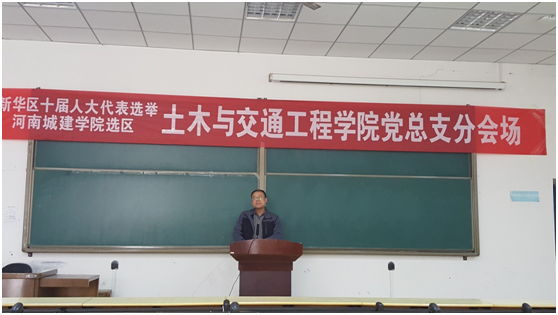 新华区十届人大代表选举
河南城建学院选区
土木与交通工程学院党总支分会场